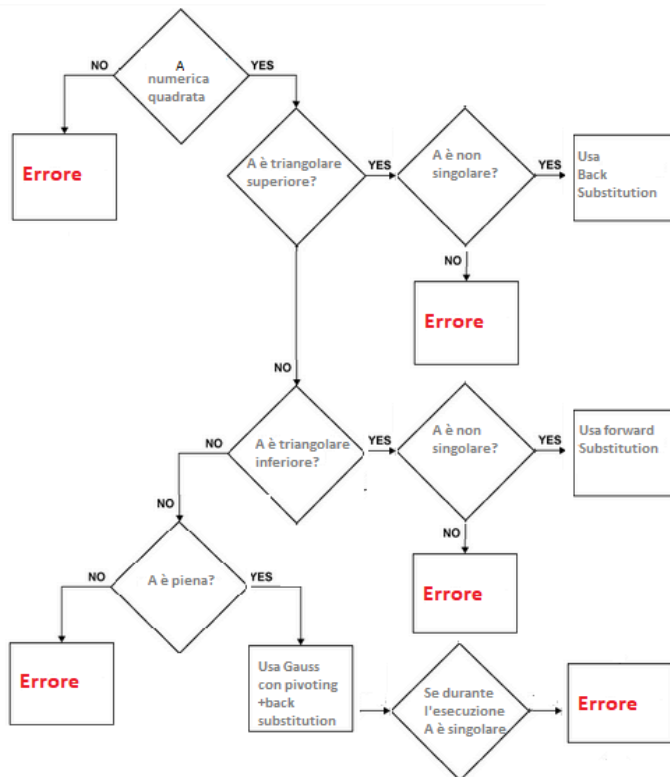 A
numerica
quadrata
NO
YES
Errore
A è triangolare
superiore?
YES
A è non
singolare?
YES
Usa
Back
Substitution
NO
Errore
NO
A è triangolare
inferiore?
NO
YES
A è non
singolare?
YES
Usa forward
Substitution
NO
Errore
NO
A è piena?
NO
YES
Errore
Usa Gauss
con pivoting
+back
substitution
Se durante
l'esecuzione
A è singolare
Errore